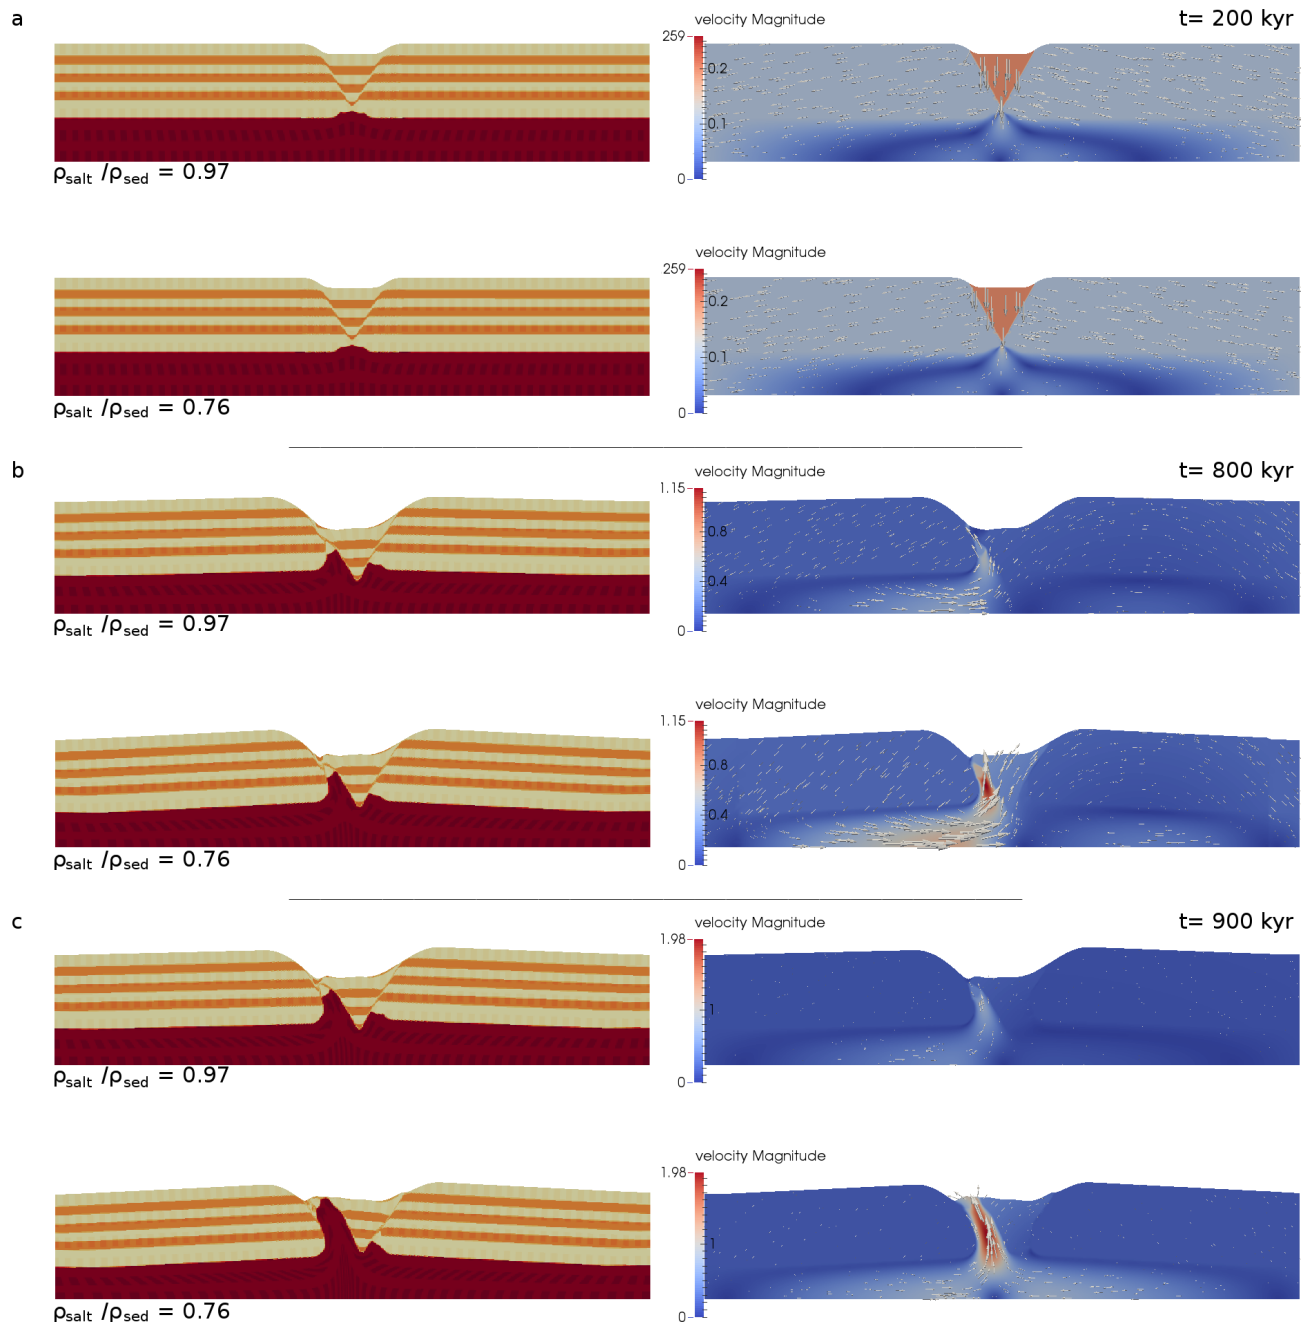 a
velocity Magnitude
t= 200 kyr
259
0.2
0.1
0
ρsalt /ρsed = 0.97
velocity Magnitude
259
0.2
0.1
0
ρsalt /ρsed = 0.76
b
velocity Magnitude
t= 800 kyr
1.15
0.8
0.4
0
ρsalt /ρsed = 0.97
velocity Magnitude
1.15
0.8
0.4
0
ρsalt /ρsed = 0.76
c
velocity Magnitude
t= 900 kyr
1.98
1
0
ρsalt /ρsed = 0.97
velocity Magnitude
1.98
1
0
ρsalt /ρsed = 0.76